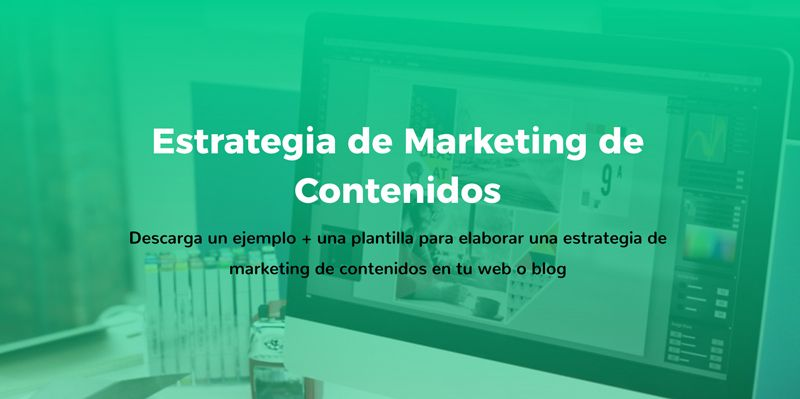 Estrategia de Marketing de
Contenidos
Descarga un ejemplo + una plantilla para elaborar una estrategia de
marketing de contenidos en tu web o blog
9
A